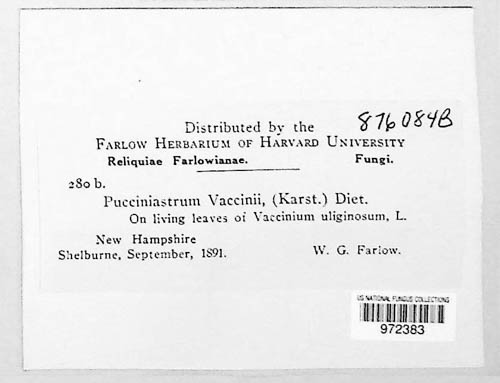 Distributed by the
876084B
FARLOW HERBARIUM OF HARVARD UNIVERSITY
Reliquiae Farlowianae. Fungi.
280 b.
Pucciniastrum Vaccinii, (Karst.) Diet.
On living leaves of Vaccinium uliginosum, L.
New Hampshire
Shelburne, September, 1891. W. G. Farlow.
US NATIONAL FUNGUS COLLECTIONS
972383